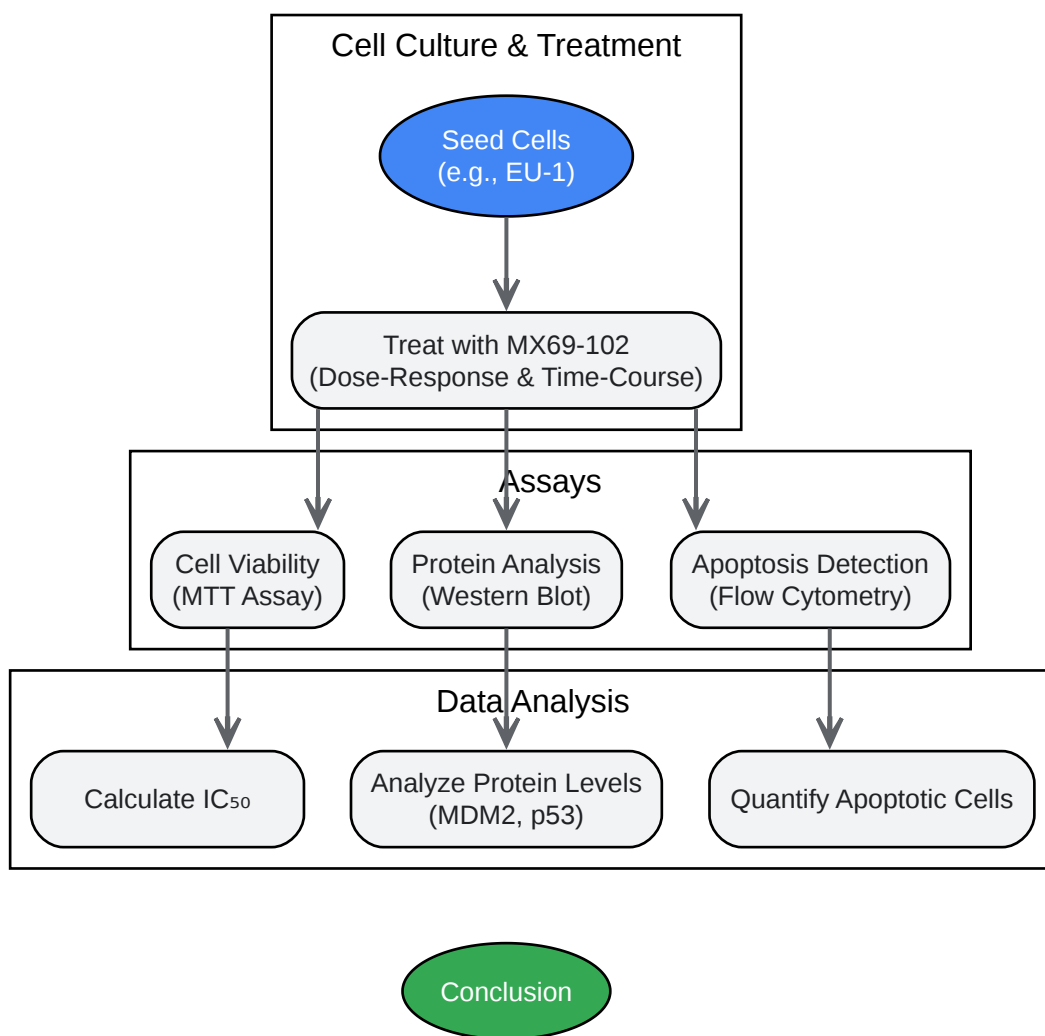 Cell Culture & Treatment
Seed Cells
(e.g., EU-1)
Treat with MX69-102
(Dose-Response & Time-Course)
Assays
Cell Viability
(MTT Assay)
Protein Analysis
(Western Blot)
Apoptosis Detection
(Flow Cytometry)
Data Analysis
Calculate IC₅₀
Analyze Protein Levels
(MDM2, p53)
Quantify Apoptotic Cells
Conclusion